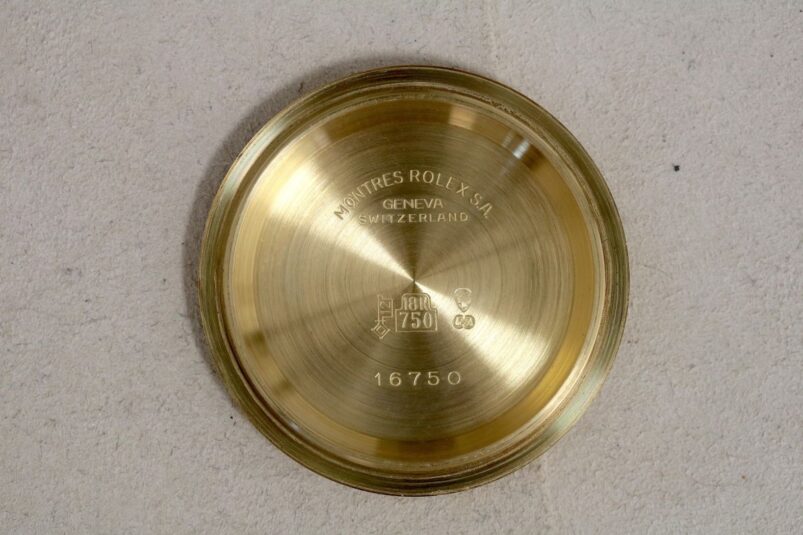 MONTRES ROLEX S.A.
GENEVA
SWITZERLAND
18K
750
16750